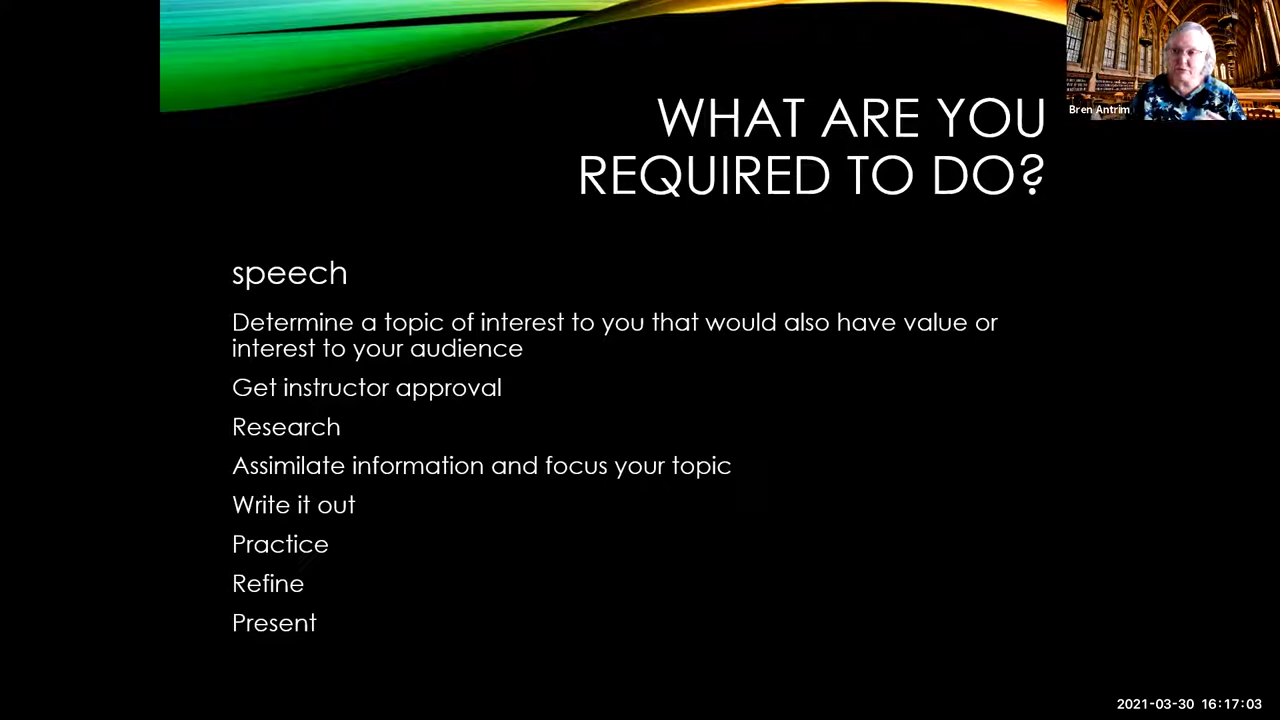 WHAT ARE YOU
REQUIRED TO DO?
Bren Antrim
speech
Determine a topic of interest to you that would also have value or
interest to your audience
Get instructor approval
Research
Assimilate information and focus your topic
Write it out
Practice
Refine
Present
2021-03-30 16:17:03